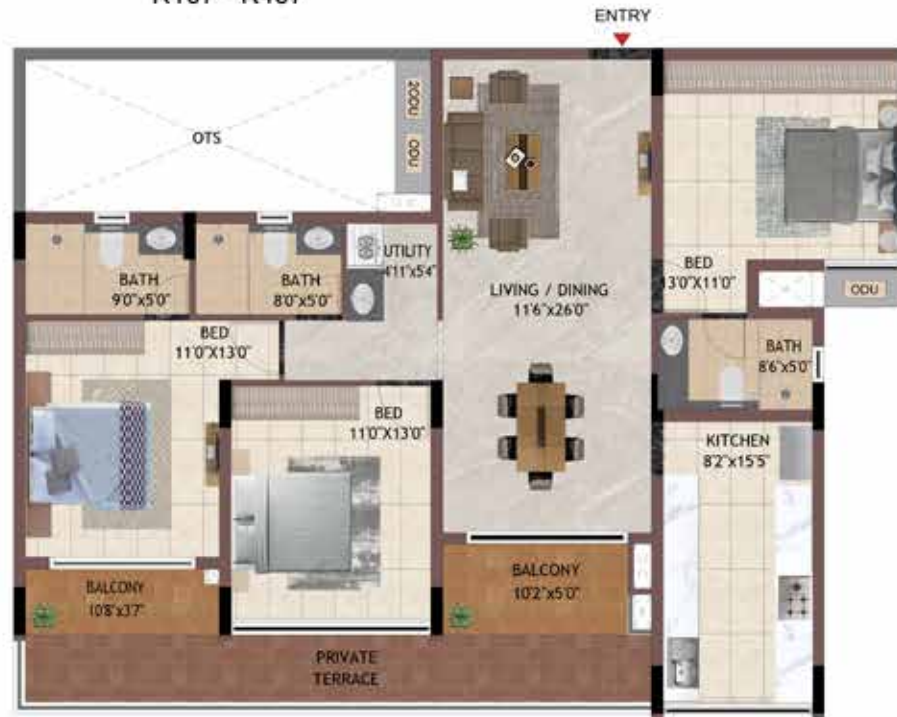 ENTRY
OTS
2ODU
ODU
UTILITY
4'11"x5'4"
BATH
9'0"x5'0"
BATH
8'0"x5'0"
LIVING / DINING
11'6"x26'0"
BED
13'0"X11'0"
ODU
BED
11'0"X13'0"
BATH
8'6"x5'0"
BED
11'0"X13'0"
KITCHEN
8'2"x15'5"
BALCONY
10'8"x3'7"
BALCONY
10'2"x5'0"
PRIVATE
TERRACE